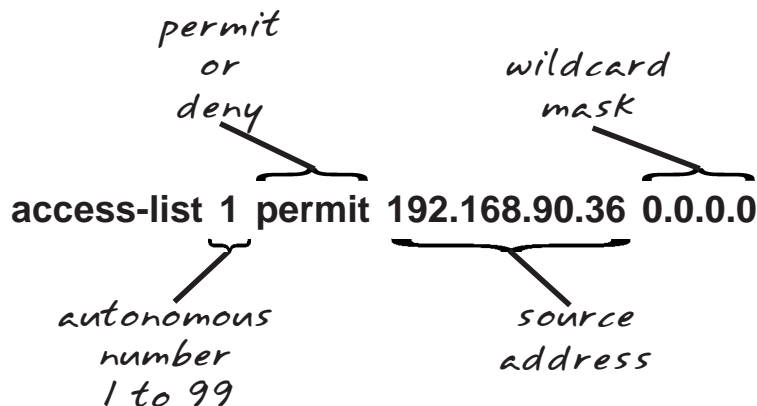 permit
or
deny
wildcard
mask
access-list 1 permit 192.168.90.36 0.0.0.0
autonomous
number
1 to 99
source
address